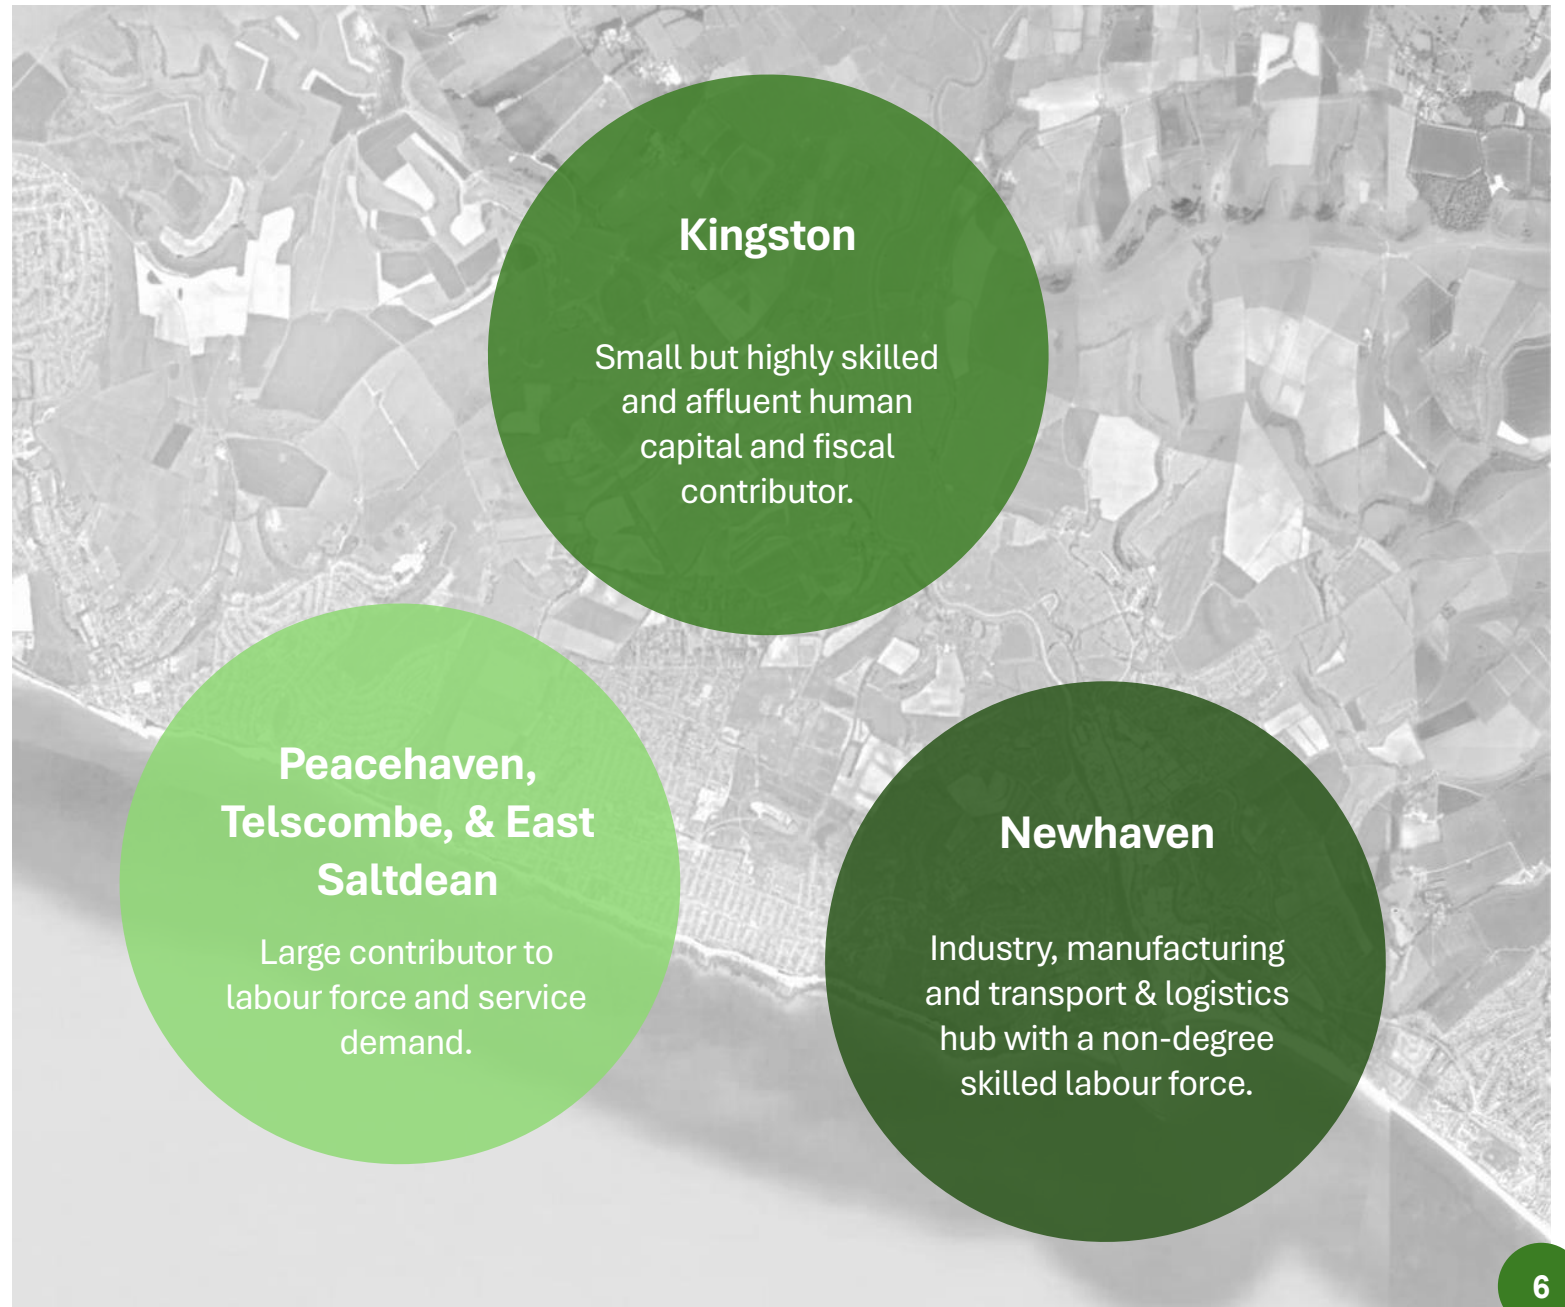 Kingston
Small but highly skilled
and affluent human
capital and fiscal
contributor.
Peacehaven,
Telscombe, & East
Saltdean
Large contributor to
labour force and service
demand.
Newhaven
Industry, manufacturing
and transport & logistics
hub with a non-degree
skilled labour force.
6